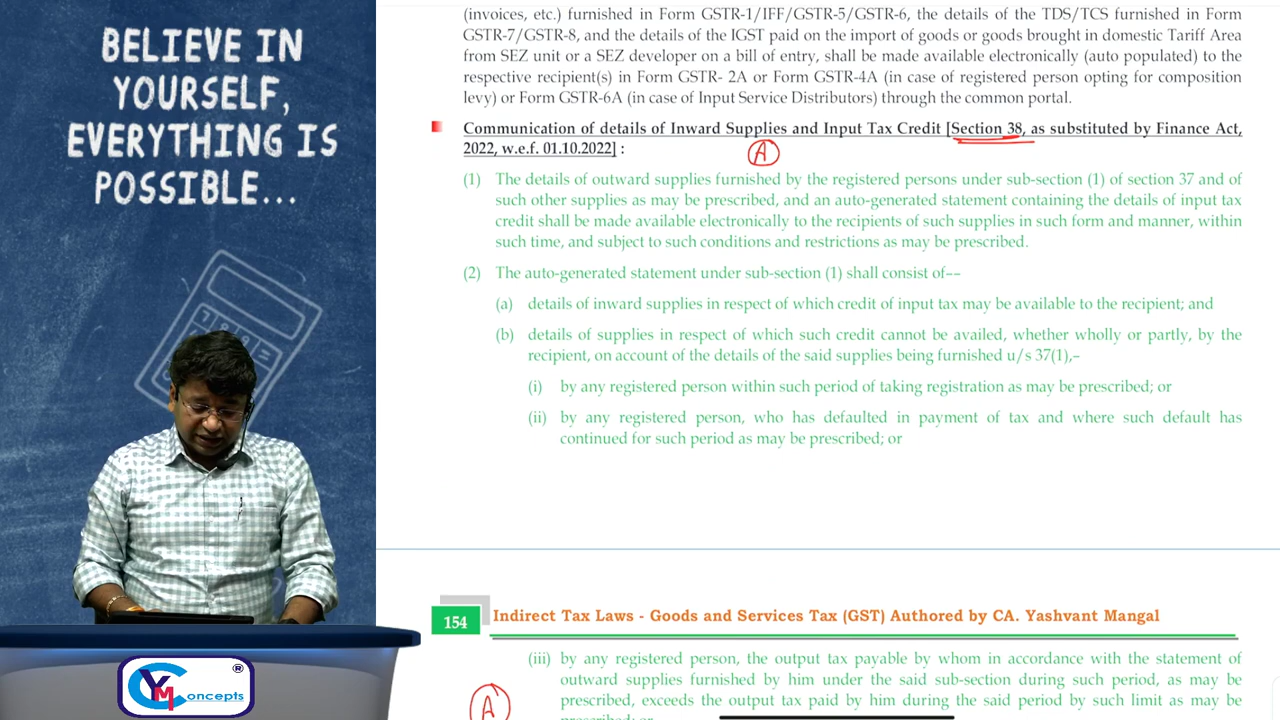 BELIEVE IN
YOURSELF,
EVERYTHING IS
POSSIBLE...
(invoices, etc.) furnished in Form GSTR-1/IFF/GSTR-5/GSTR-6, the details of the TDS/TCS furnished in Form
GSTR-7/GSTR-8, and the details of the IGST paid on the import of goods or goods brought in domestic Tariff Area
from SEZ unit or a SEZ developer on a bill of entry, shall be made available electronically (auto populated) to the
respective recipient(s) in Form GSTR- 2A or Form GSTR-4A (in case of registered person opting for composition
levy) or Form GSTR-6A (in case of Input Service Distributors) through the common portal.
Communication of details of Inward Supplies and Input Tax Credit [Section 38, as substituted by Finance Act,
2022, w.e.f. 01.10.2022] :
A
(1) The details of outward supplies furnished by the registered persons under sub-section (1) of section 37 and of
such other supplies as may be prescribed, and an auto-generated statement containing the details of input tax
credit shall be made available electronically to the recipients of such supplies in such form and manner, within
such time, and subject to such conditions and restrictions as may be prescribed.
(2) The auto-generated statement under sub-section (1) shall consist of––
(a) details of inward supplies in respect of which credit of input tax may be available to the recipient; and
(b) details of supplies in respect of which such credit cannot be availed, whether wholly or partly, by the
recipient, on account of the details of the said supplies being furnished u/s 37(1),–
(i) by any registered person within such period of taking registration as may be prescribed; or
(ii) by any registered person, who has defaulted in payment of tax and where such default has
continued for such period as may be prescribed; or
154 Indirect Tax Laws - Goods and Services Tax (GST) Authored by CA. Yashvant Mangal
(iii) by any registered person, the output tax payable by whom in accordance with the statement of
outward supplies furnished by him under the said sub-section during such period, as may be
A
prescribed, exceeds the output tax paid by him during the said period by such limit as may be
prescribed; or
YM Concepts ®